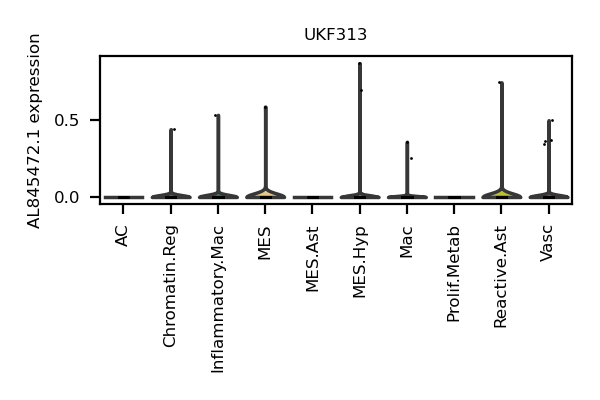 UKF313
AL845472.1 expression
0.5
0.0
AC
Chromatin.Reg
Inflammatory.Mac
MES
MES.Ast
MES.Hyp
Mac
Prolif.Metab
Reactive.Ast
Vasc